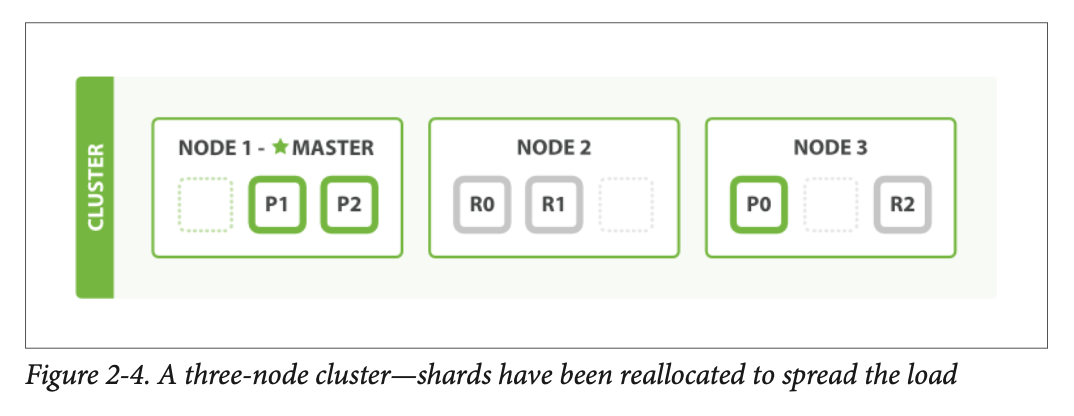 CLUSTER
NODE 1 - ★ MASTER
P1
P2
NODE 2
R0
R1
NODE 3
P0
R2
Figure 2-4. A three-node cluster—shards have been reallocated to spread the load